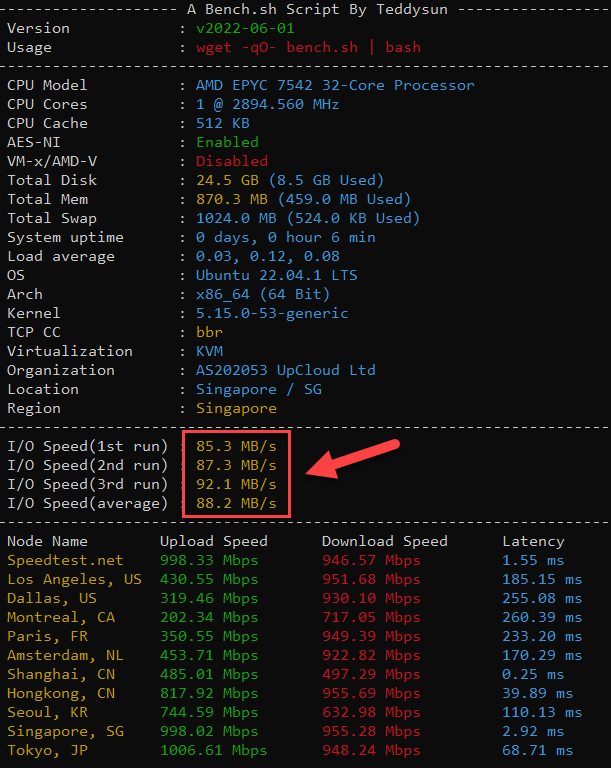 -------------------- A Bench.sh Script By Teddysun -------------------
Version            : v2022-06-01
Usage              : wget -qO- bench.sh | bash
----------------------------------------------------------------------
CPU Model          : AMD EPYC 7542 32-Core Processor
CPU Cores          : 1 @ 2894.560 MHz
CPU Cache          : 512 KB
AES-NI             : Enabled
VM-x/AMD-V         : Disabled
Total Disk         : 24.5 GB (8.5 GB Used)
Total Mem          : 870.3 MB (459.0 MB Used)
Total Swap         : 1024.0 MB (524.0 KB Used)
System uptime      : 0 days, 0 hour 6 min
Load average       : 0.03, 0.12, 0.08
OS                 : Ubuntu 22.04.1 LTS
Arch               : x86_64 (64 Bit)
Kernel             : 5.15.0-53-generic
TCP CC             : bbr
Virtualization     : KVM
Organization       : AS202053 UpCloud Ltd
Location           : Singapore / SG
Region             : Singapore
----------------------------------------------------------------------
I/O Speed(1st run) : 85.3 MB/s
I/O Speed(2nd run) : 87.3 MB/s
I/O Speed(3rd run) : 92.1 MB/s
I/O Speed(average) : 88.2 MB/s
----------------------------------------------------------------------
Node Name        Upload Speed      Download Speed      Latency
Speedtest.net    998.33 Mbps       946.57 Mbps         1.55 ms
Los Angeles, US  430.55 Mbps       951.68 Mbps         185.15 ms
Dallas, US       319.46 Mbps       930.10 Mbps         255.08 ms
Montreal, CA     202.34 Mbps       717.05 Mbps         260.39 ms
Paris, FR        350.55 Mbps       949.39 Mbps         233.20 ms
Amsterdam, NL    453.71 Mbps       922.82 Mbps         170.29 ms
Shanghai, CN     485.01 Mbps       497.29 Mbps         0.25 ms
Hongkong, CN     817.92 Mbps       955.69 Mbps         39.89 ms
Seoul, KR        744.59 Mbps       632.98 Mbps         110.13 ms
Singapore, SG    998.02 Mbps       955.28 Mbps         2.92 ms
Tokyo, JP        1006.61 Mbps      948.24 Mbps         68.71 ms